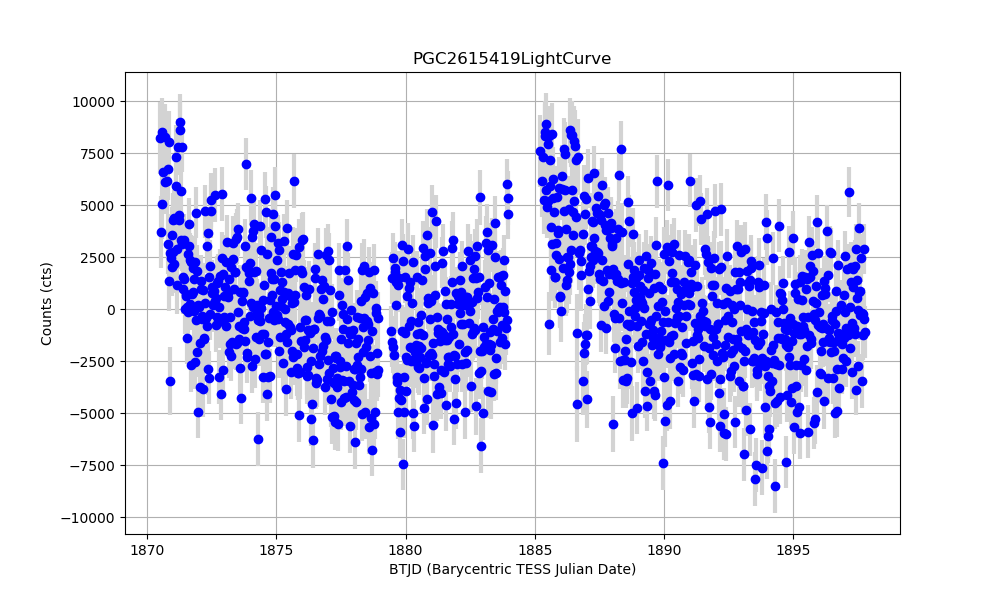 PGC2615419LightCurve
10000
7500
5000
2500
0
−2500
−5000
−7500
−10000
Counts (cts)
1870 1875 1880 1885 1890 1895
BTJD (Barycentric TESS Julian Date)